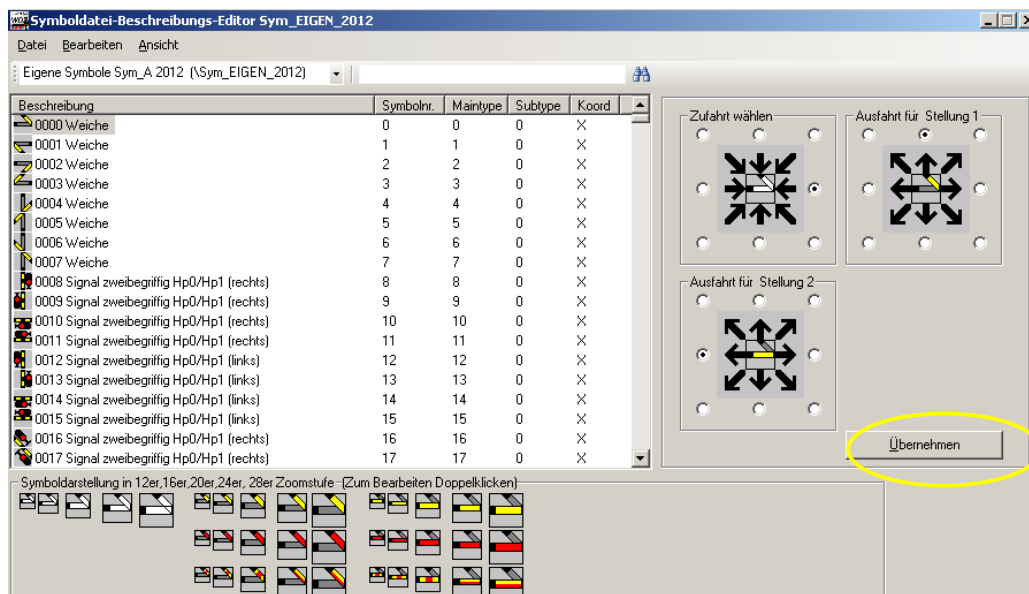 Symboldatei-Beschreibungs-Editor Sym_EIGEN_2012
Datei Bearbeiten Ansicht
Eigene Symbole Sym_A 2012 (\Sym_EIGEN_2012)
Beschreibung Symbolnr. Maintype Subtype Koord
0000 Weiche 0 0 0 X
0001 Weiche 1 1 0 X
0002 Weiche 2 2 0 X
0003 Weiche 3 3 0 X
0004 Weiche 4 4 0 X
0005 Weiche 5 5 0 X
0006 Weiche 6 6 0 X
0007 Weiche 7 7 0 X
0008 Signal zweibegriffig Hp0/Hp1 (rechts) 8 8 0 X
0009 Signal zweibegriffig Hp0/Hp1 (rechts) 9 9 0 X
0010 Signal zweibegriffig Hp0/Hp1 (rechts) 10 10 0 X
0011 Signal zweibegriffig Hp0/Hp1 (rechts) 11 11 0 X
0012 Signal zweibegriffig Hp0/Hp1 (links) 12 12 0 X
0013 Signal zweibegriffig Hp0/Hp1 (links) 13 13 0 X
0014 Signal zweibegriffig Hp0/Hp1 (links) 14 14 0 X
0015 Signal zweibegriffig Hp0/Hp1 (links) 15 15 0 X
0016 Signal zweibegriffig Hp0/Hp1 (rechts) 16 16 0 X
0017 Signal zweibegriffig Hp0/Hp1 (rechts) 17 17 0 X
Zufahrt wählen
Ausfahrt für Stellung 1
Ausfahrt für Stellung 2
Übernehmen
Symboldarstellung in 12er,16er,20er,24er, 28er Zoomstufe -(Zum Bearbeiten Doppelklicken)